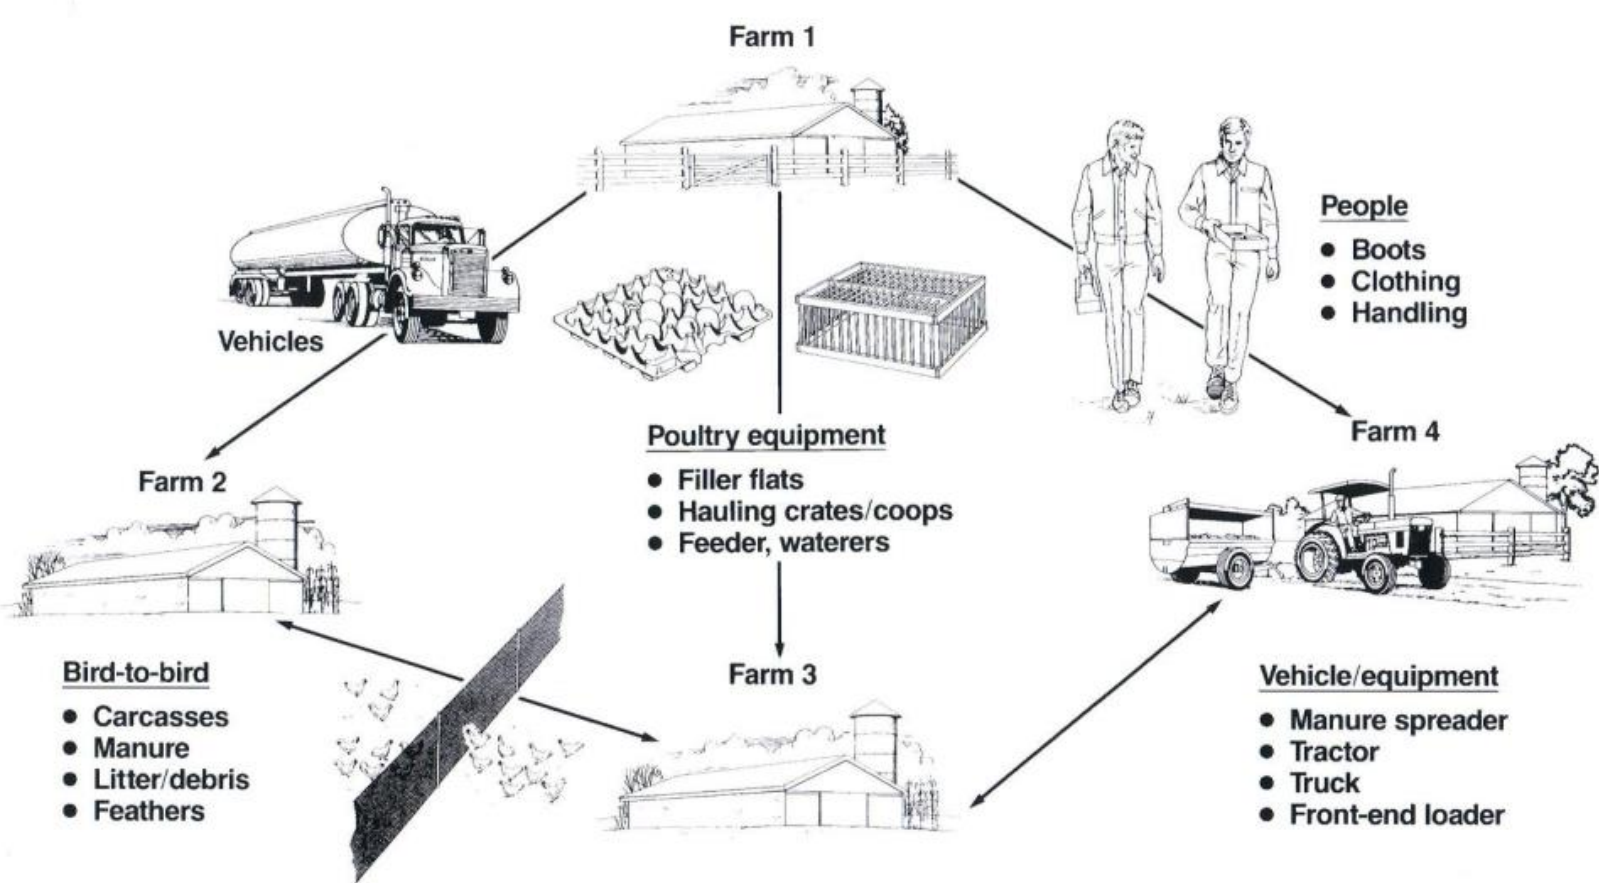 Farm 1
People
• Boots
• Clothing
• Handling
Vehicles
Poultry equipment
• Filler flats
• Hauling crates/coops
• Feeder, waterers
Farm 4
Farm 2
Farm 3
Bird-to-bird
• Carcasses
• Manure
• Litter/debris
• Feathers
Vehicle/equipment
• Manure spreader
• Tractor
• Truck
• Front-end loader